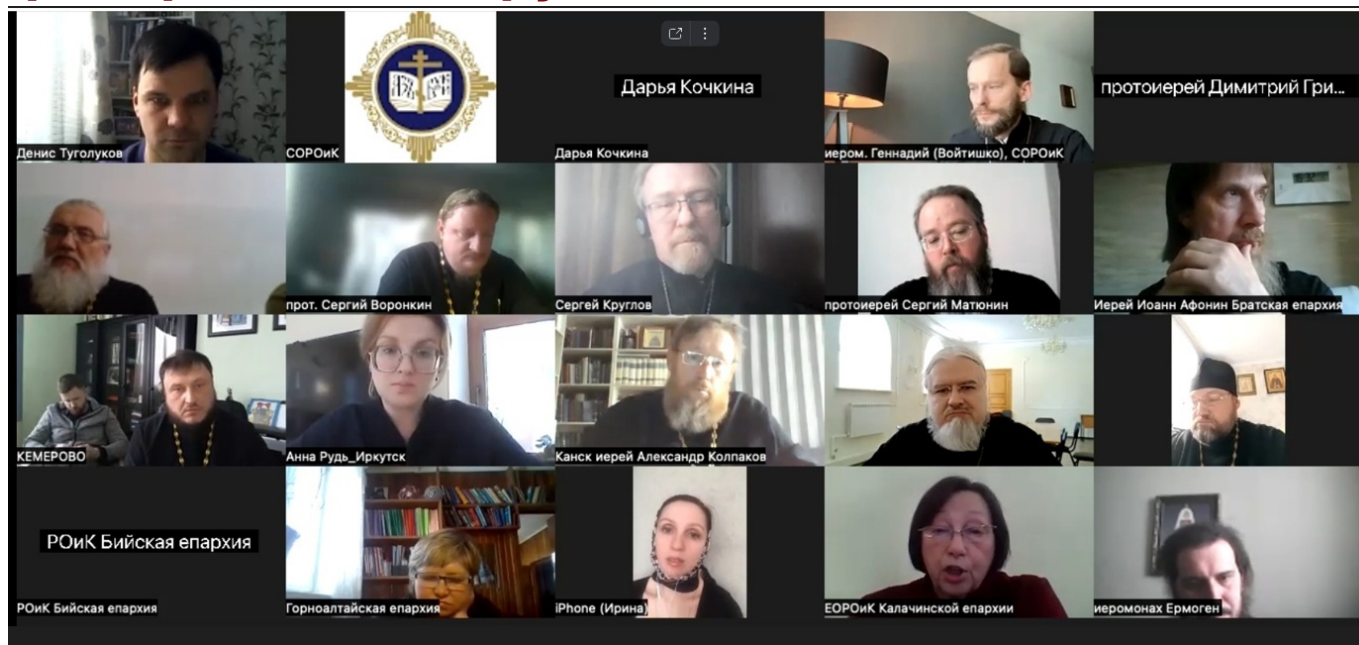 Дарья Кочкина
протоиерей Димитрий Гри...
Денис Туголуков
СОРОиК
Дарья Кочкина
иером. Геннадий (Войтишко), СОРОиК
прот. Сергий Воронкин
Сергей Круглов
протоиерей Сергий Матюнин
Иерей Иоанн Афонин Братская епархия
КЕМЕРОВО
Анна Рудь_Иркутск
Канск иерей Александр Колпаков
РОиК Бийская епархия
РОиК Бийская епархия
Горноалтайская епархия
iPhone (Ирина)
ЕОРОиК Калачинской епархии
иеромонах Ермоген